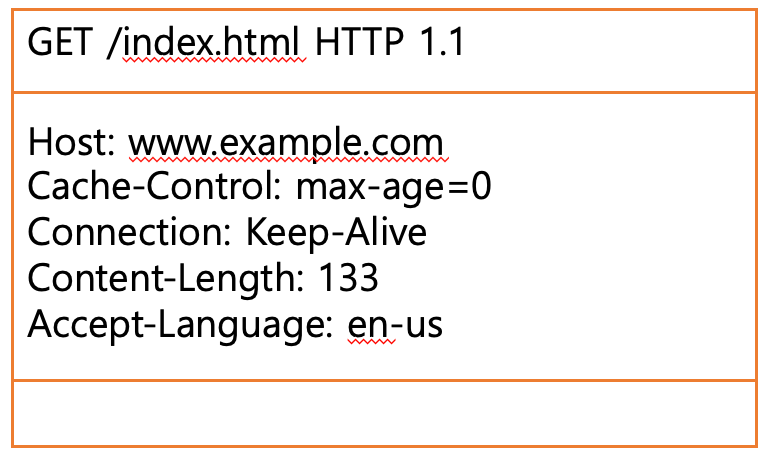 GET /index.html HTTP 1.1
Host: www.example.com
Cache-Control: max-age=0
Connection: Keep-Alive
Content-Length: 133
Accept-Language: en-us